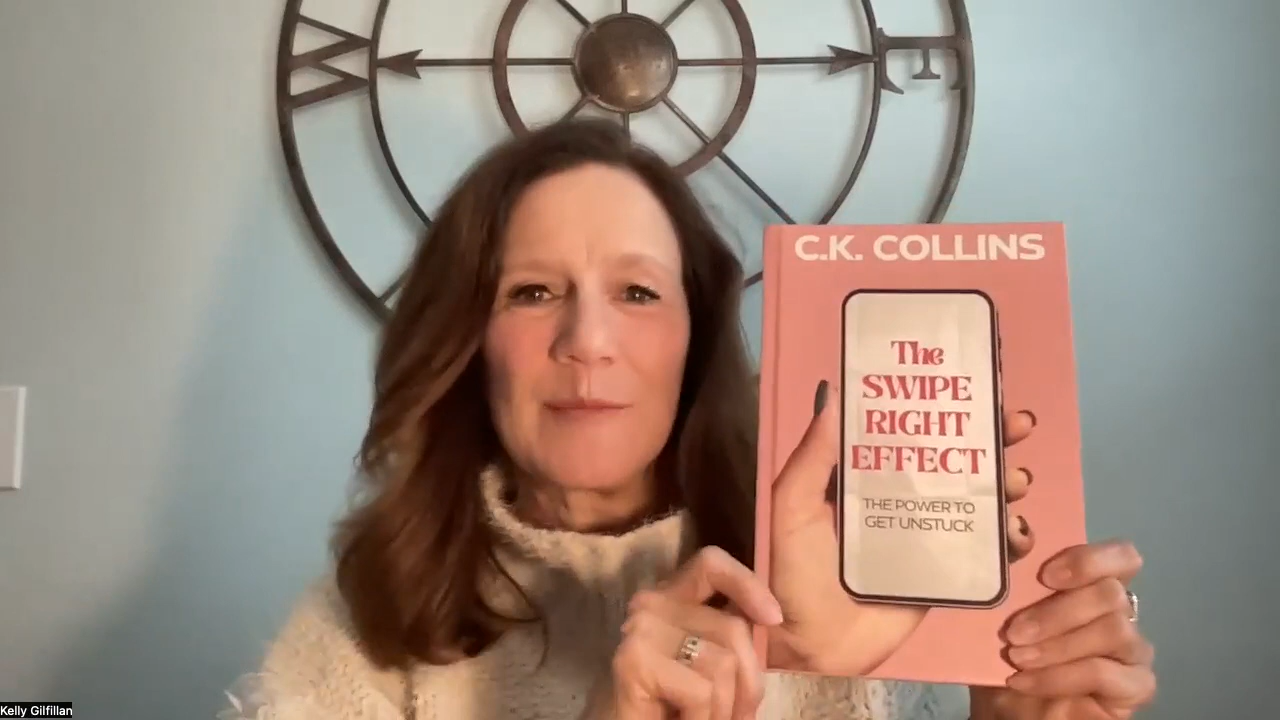 W
E
C.K. COLLINS
The
SWIPE
RIGHT
EFFECT
THE POWER TO
GET UNSTUCK
Kelly Gilfillan